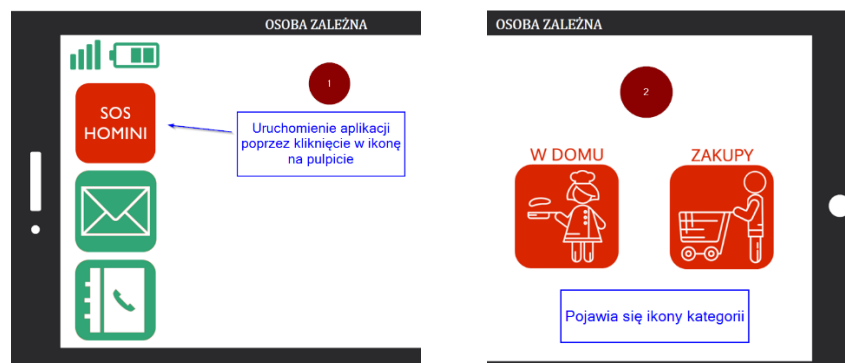 OSOBA ZALEŻNA
1
SOS
HOMINI
Uruchomienie aplikacji
poprzez kliknięcie w ikonę
na pulpicie
OSOBA ZALEŻNA
2
W DOMU
ZAKUPY
Pojawia się ikony kategorii